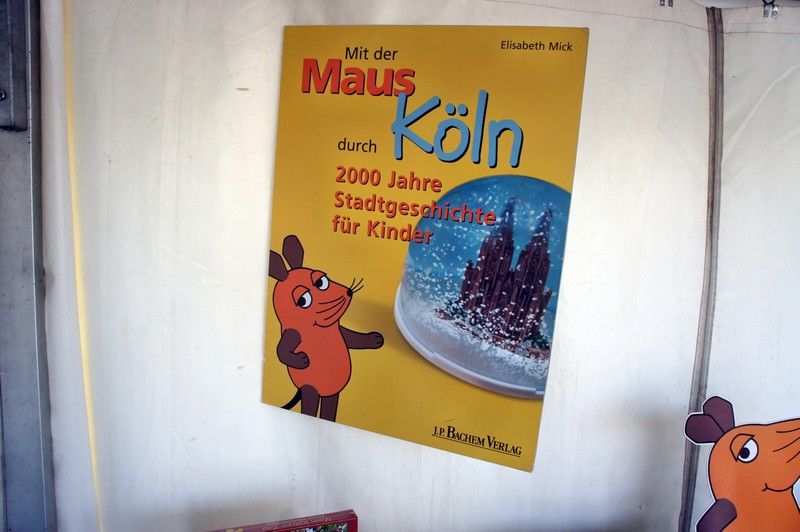 Elisabeth Mick
Mit der
Maus
durch Köln
2000 Jahre
Stadtgeschichte
für Kinder
J.P. BACHEM VERLAG